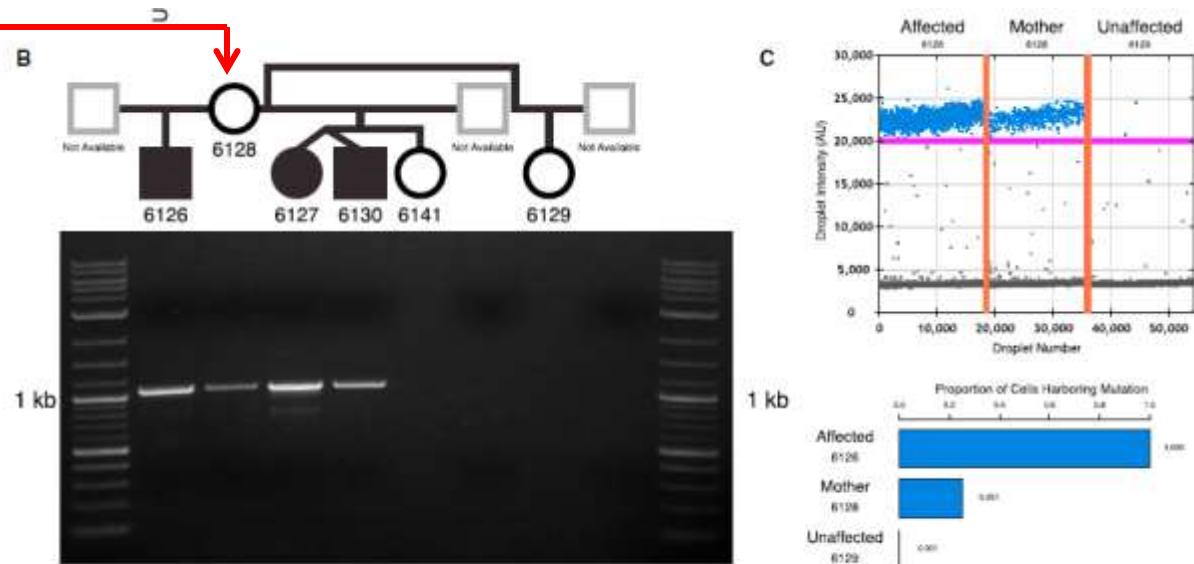 B
Not Available
6128
Not Available
Not Available
6126
6127
6130
6141
6129
1 kb
1 kb
C
Affected
Mother
Unaffected
6128
30,000
25,000
20,000
15,000
10,000
5,000
0
Droplet Intensity (AU)
0
10,000
20,000
30,000
40,000
50,000
Droplet Number
Proportion of Cells Harboring Mutation
Affected
6126
Mother
6128
Unaffected
6129